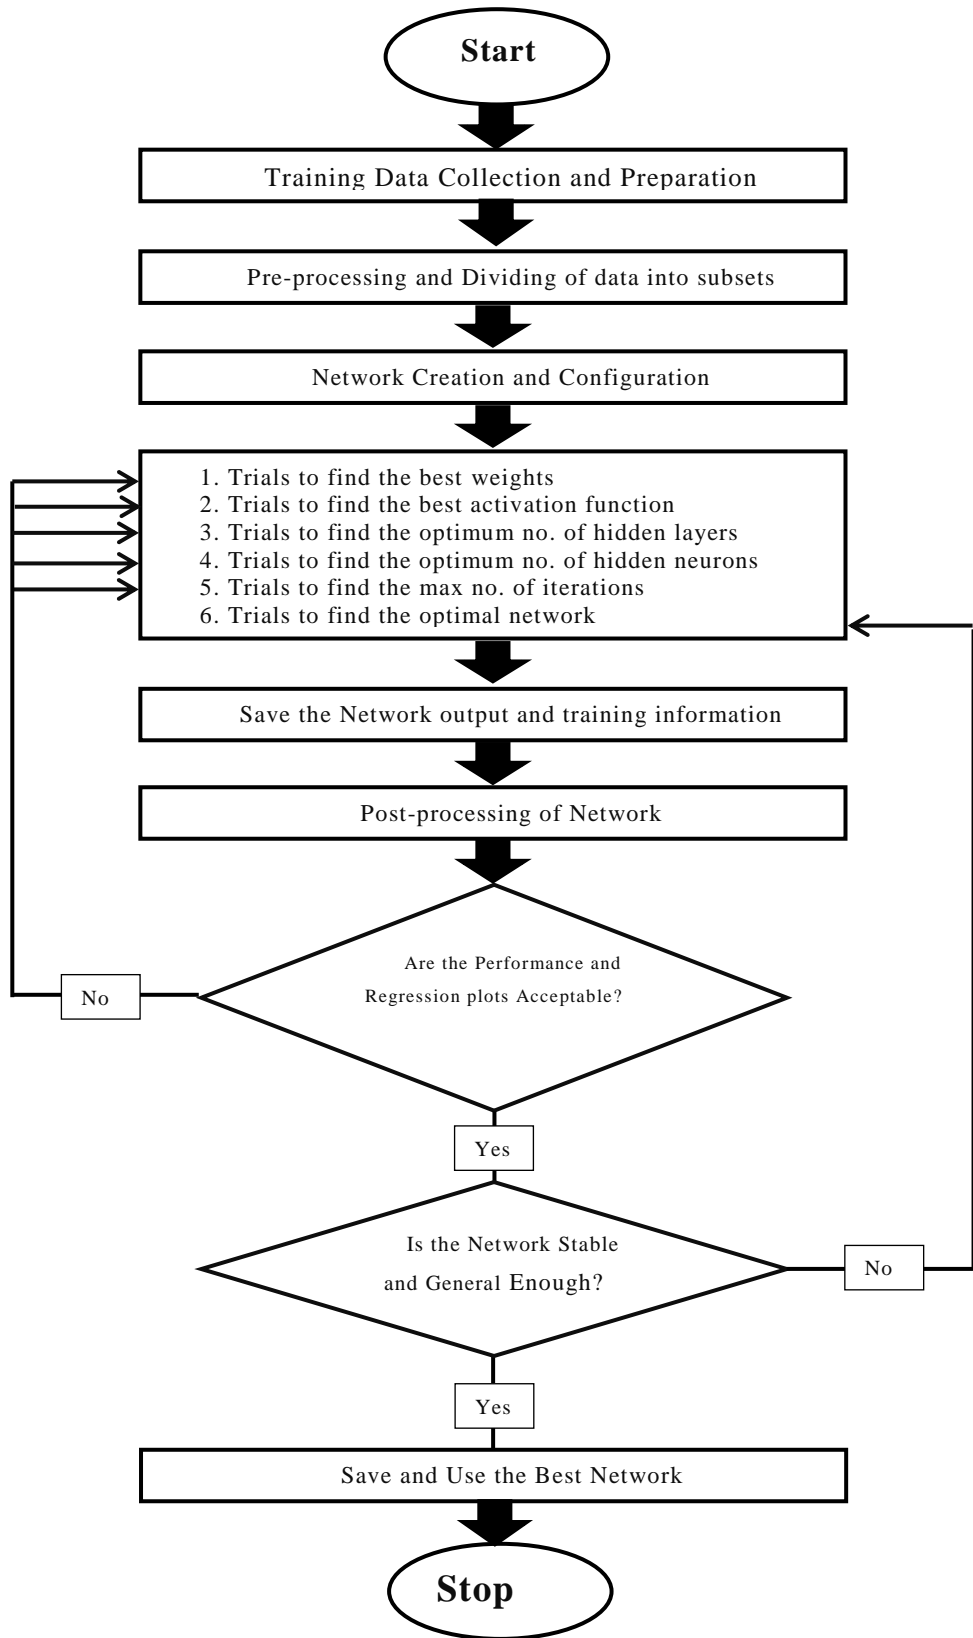 Start
Training Data Collection and Preparation
Pre-processing and Dividing of data into subsets
Network Creation and Configuration
1. Trials to find the best weights
2. Trials to find the best activation function
3. Trials to find the optimum no. of hidden layers
4. Trials to find the optimum no. of hidden neurons
5. Trials to find the max no. of iterations
6. Trials to find the optimal network
Save the Network output and training information
Post-processing of Network
Are the Performance and
Regression plots Acceptable?
No
Yes
Is the Network Stable
and General Enough?
No
Yes
Save and Use the Best Network
Stop